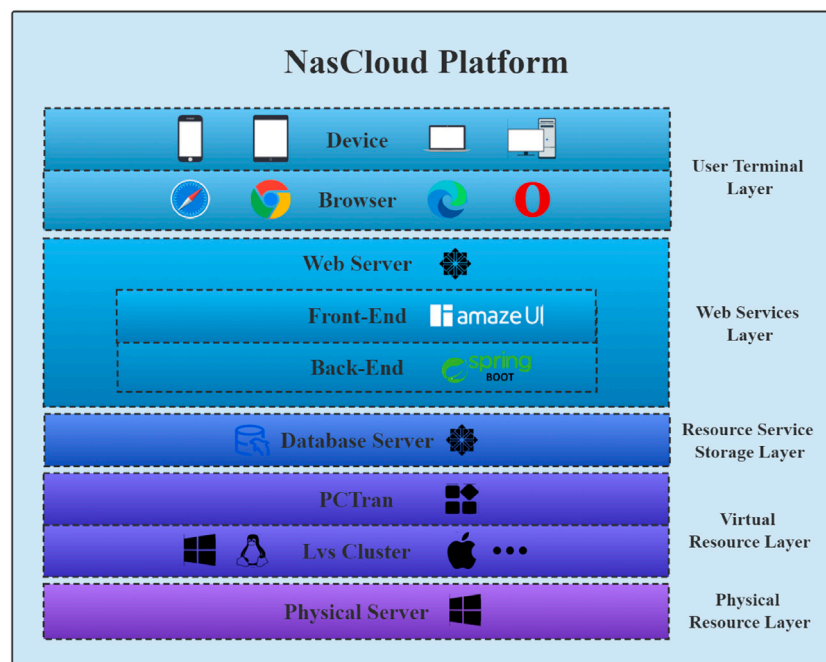 NasCloud Platform
Device
User Terminal
Layer
Browser
Web Server
Front-End
amaze UI
Web Services
Layer
Back-End
spring
BOOT
Database Server
Resource Service
Storage Layer
PCTran
Virtual
Resource Layer
Lvs Cluster
Physical Server
Physical
Resource Layer